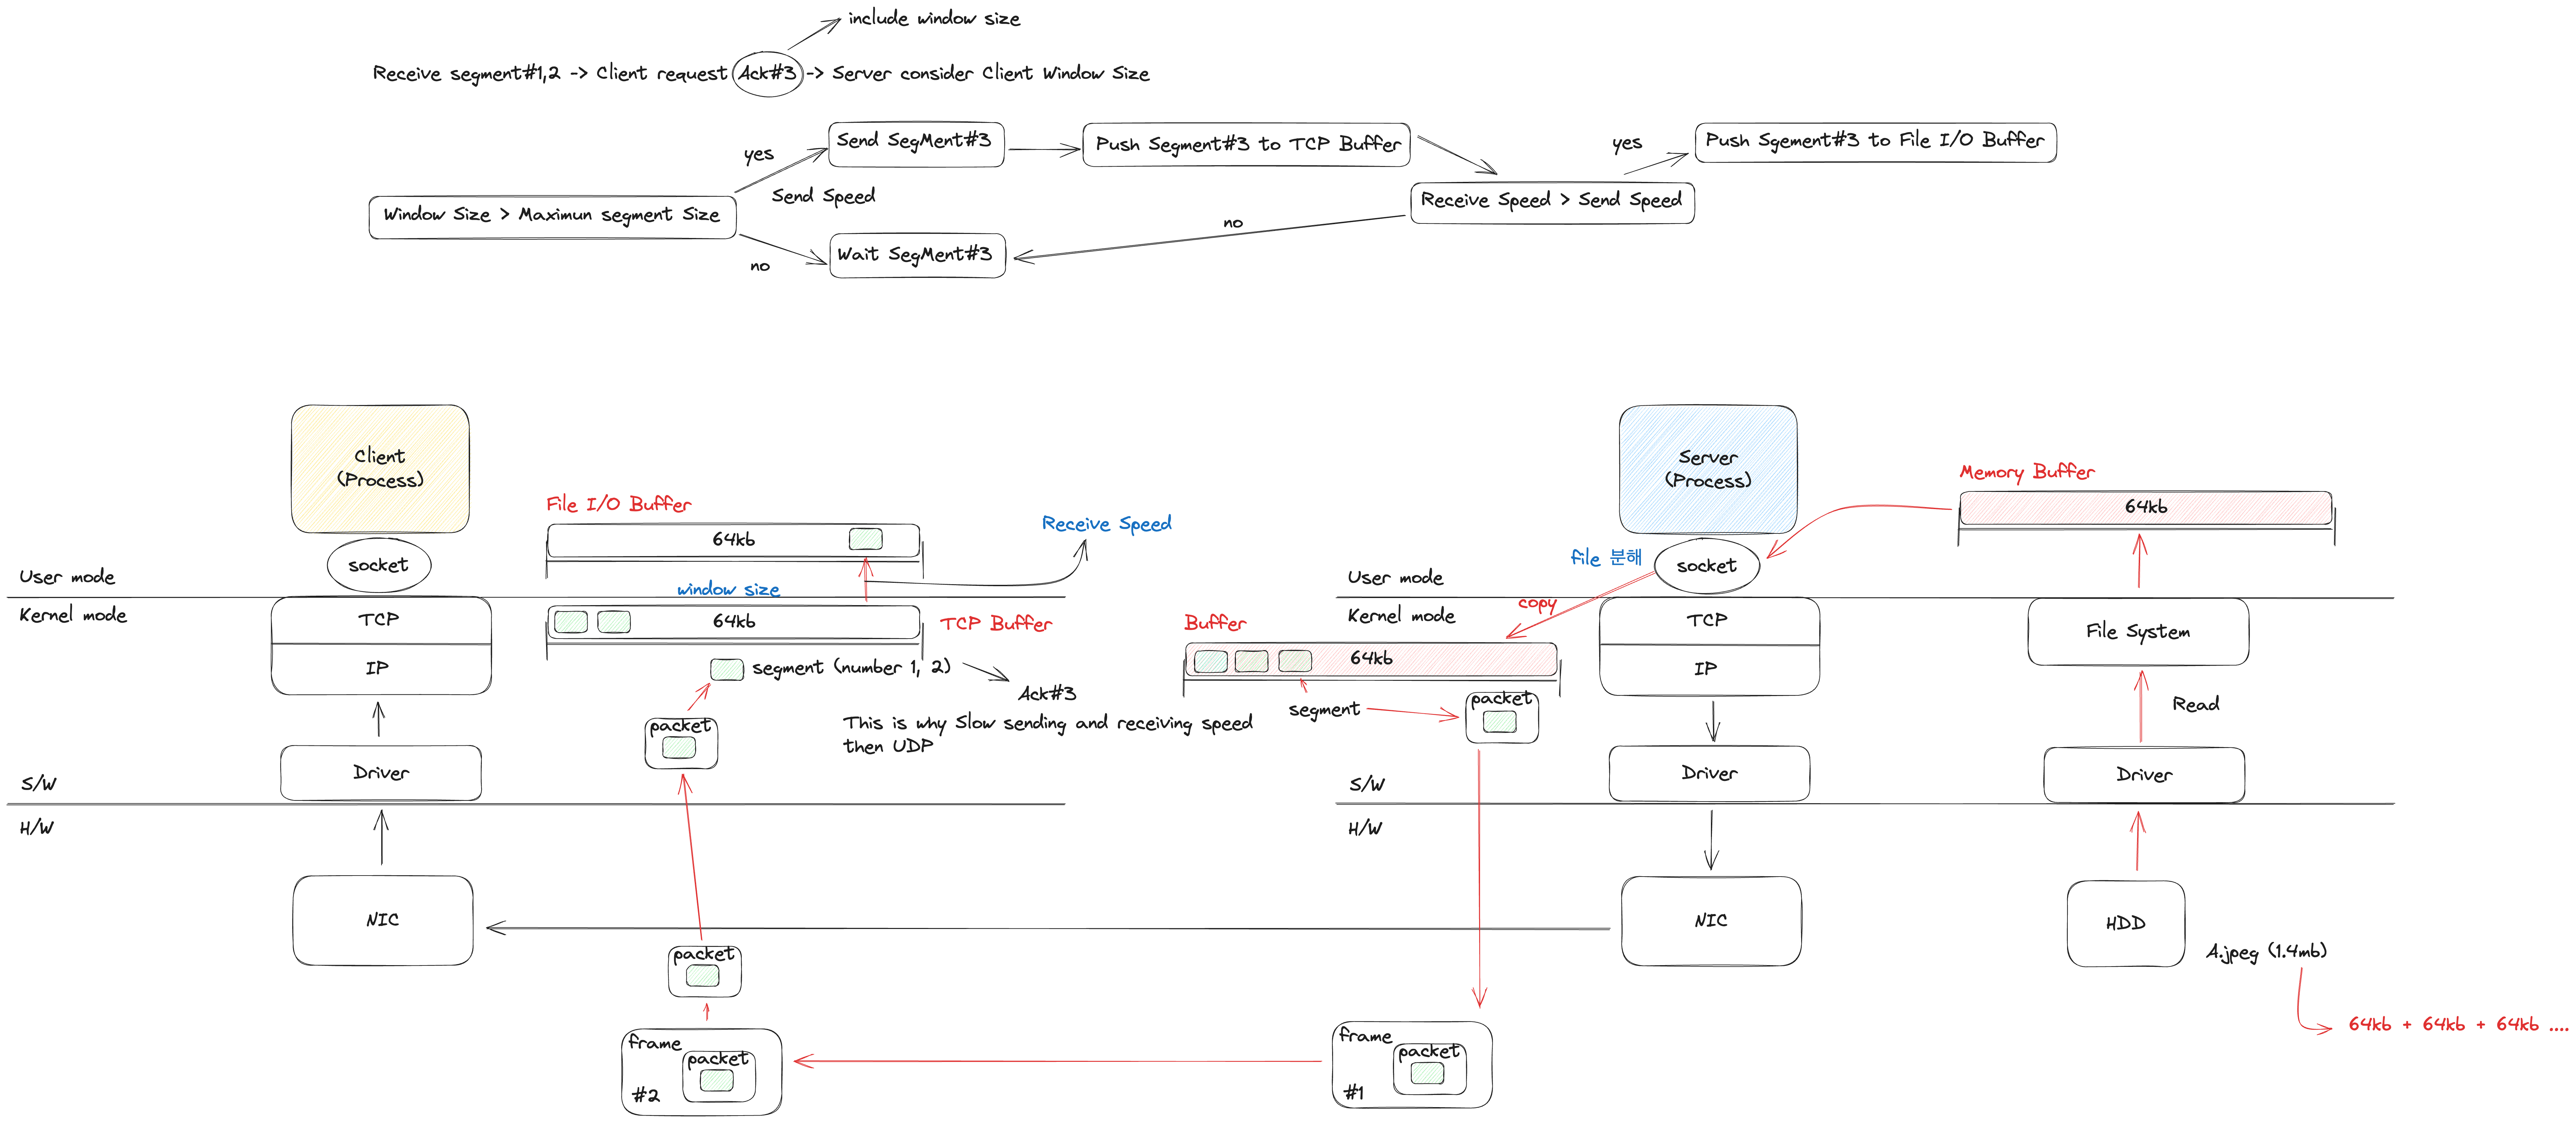 include window size
Receive segment#1,2 -> Client request Ack#3 -> Server consider Client Window Size
Send SegMent#3
Push Segment#3 to TCP Buffer
yes
Push Sgement#3 to File I/O Buffer
yes
Send Speed
Window Size > Maximun segment Size
Receive Speed > Send Speed
no
Wait SegMent#3
no
Client
(Process)
socket
User mode
Kernel mode
TCP
IP
Driver
S/W
H/W
NIC
File I/O Buffer
64kb
Receive Speed
window size
64kb
TCP Buffer
segment (number 1, 2)
Ack#3
This is why Slow sending and receiving speed
then UDP
packet
packet
frame
packet
#2
Server
(Process)
file 분해
socket
User mode
Kernel mode
copy
Buffer
64kb
segment
packet
TCP
IP
Driver
S/W
H/W
NIC
frame
packet
#1
Memory Buffer
64kb
File System
Read
Driver
HDD
A.jpeg (1.4mb)
64kb + 64kb + 64kb ....